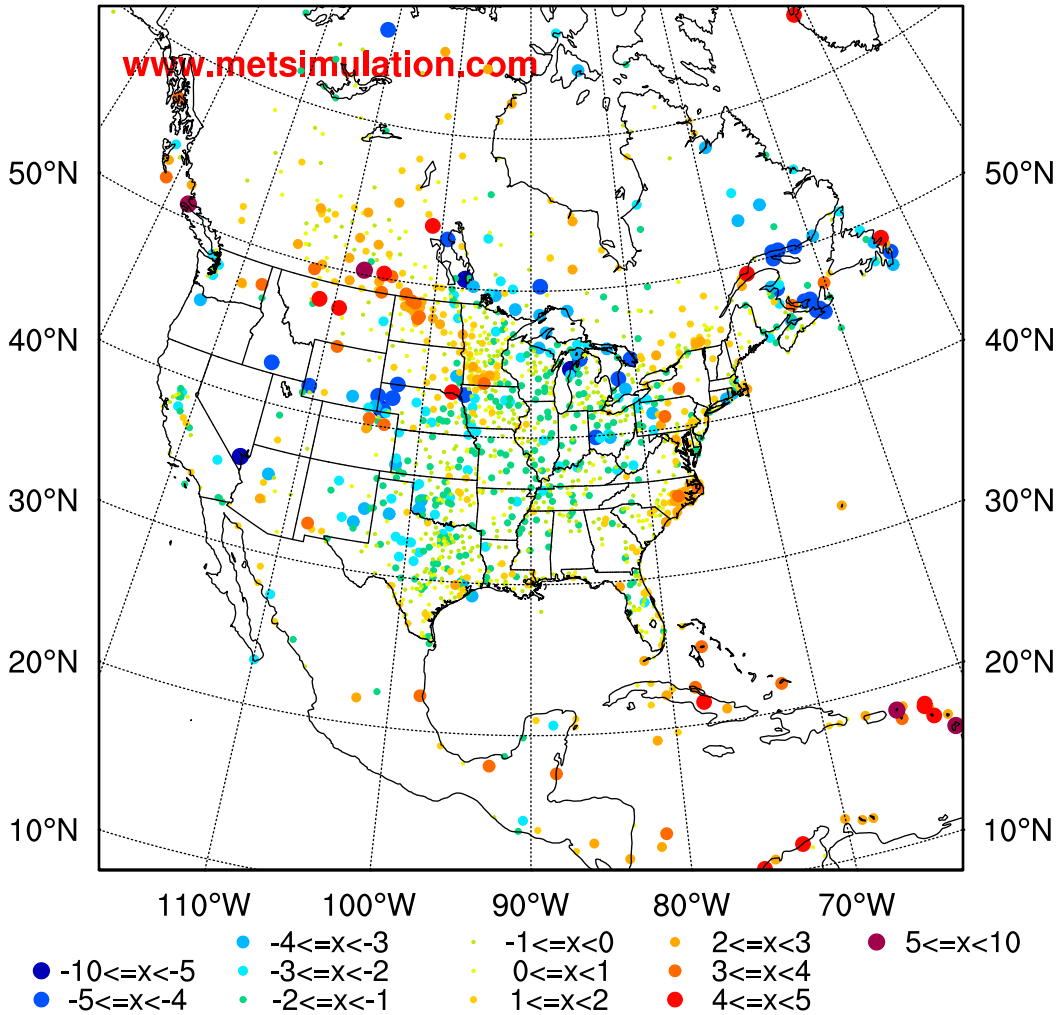 www.metsimulation.com
50°N 50°N
40°N 40°N
30°N 30°N
20°N 20°N
10°N 10°N
110°W 100°W 90°W 80°W 70°W
-4<=x<-3 -1<=x<0 2<=x<3 5<=x<10
-10<=x<-5 -3<=x<-2 0<=x<1 3<=x<4
-5<=x<-4 -2<=x<-1 1<=x<2 4<=x<5